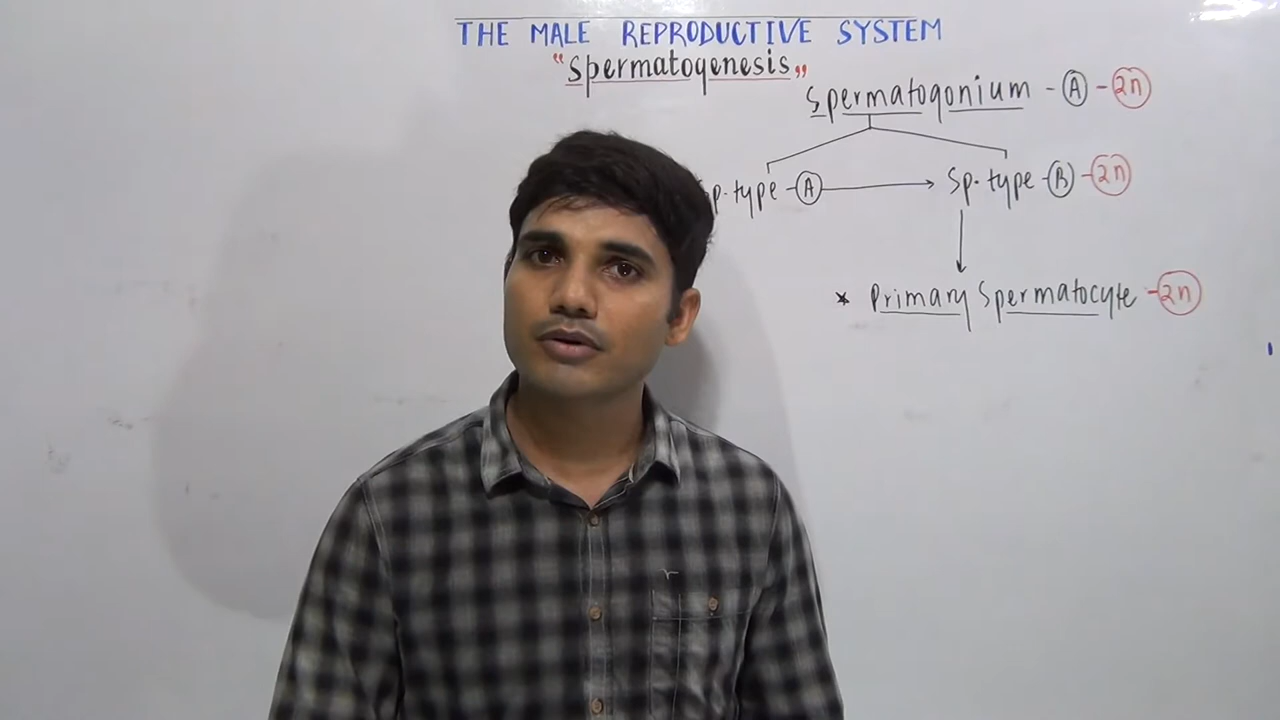 THE MALE REPRODUCTIVE SYSTEM
"Spermatogenesis"
Spermatogonium - A - 2n
p.type - A Sp.type - B - 2n
* Primary Spermatocyte - 2n